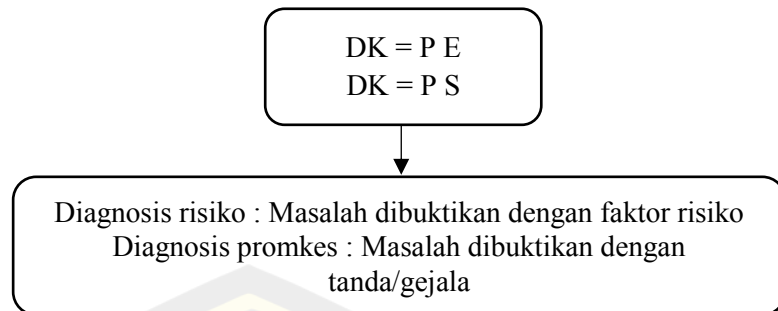 DK = P E
DK = P S
Diagnosis risiko : Masalah dibuktikan dengan faktor risiko
Diagnosis promkes : Masalah dibuktikan dengan
tanda/gejala